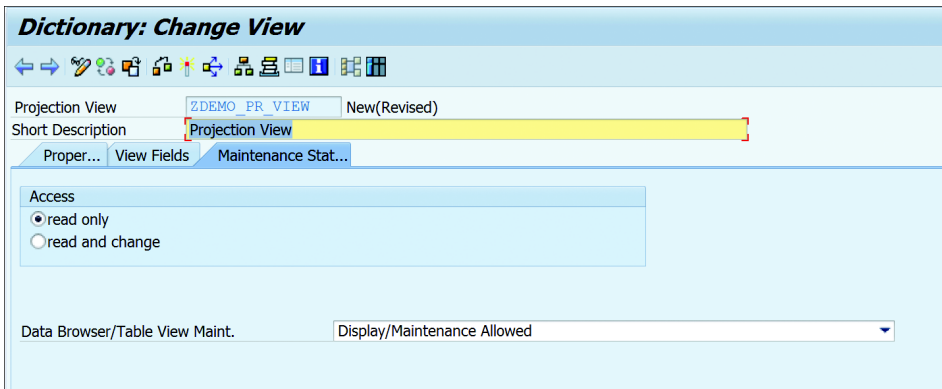 Dictionary: Change View
Projection View ZDEMO_PR_VIEW New(Revised)
Short Description Projection View
Proper... View Fields Maintenance Stat...
Access
read only
read and change
Data Browser/Table View Maint. Display/Maintenance Allowed